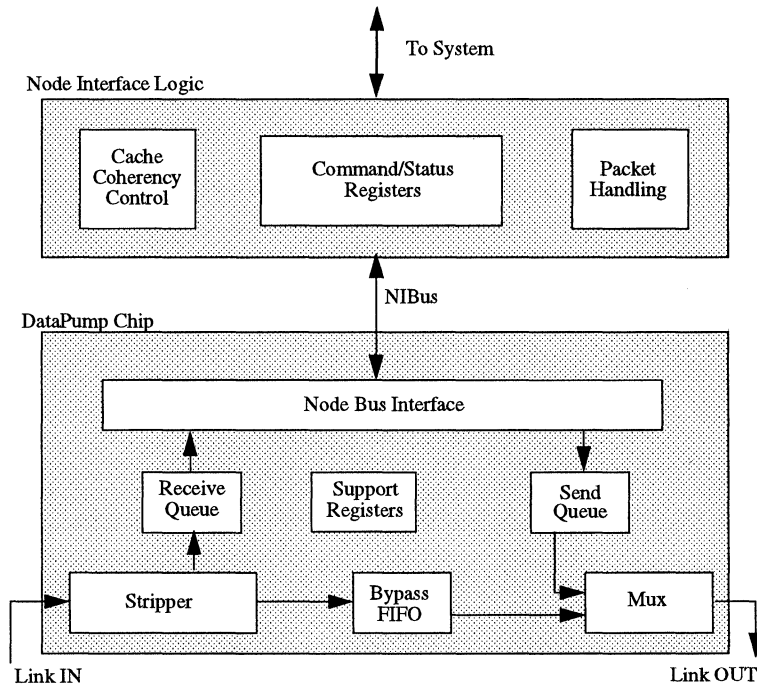 To System
Node Interface Logic
Cache
Coherency
Control
Command/Status
Registers
Packet
Handling
NIBus
DataPump Chip
Node Bus Interface
Receive
Queue
Support
Registers
Send
Queue
Stripper
Bypass
FIFO
Mux
Link IN
Link OUT